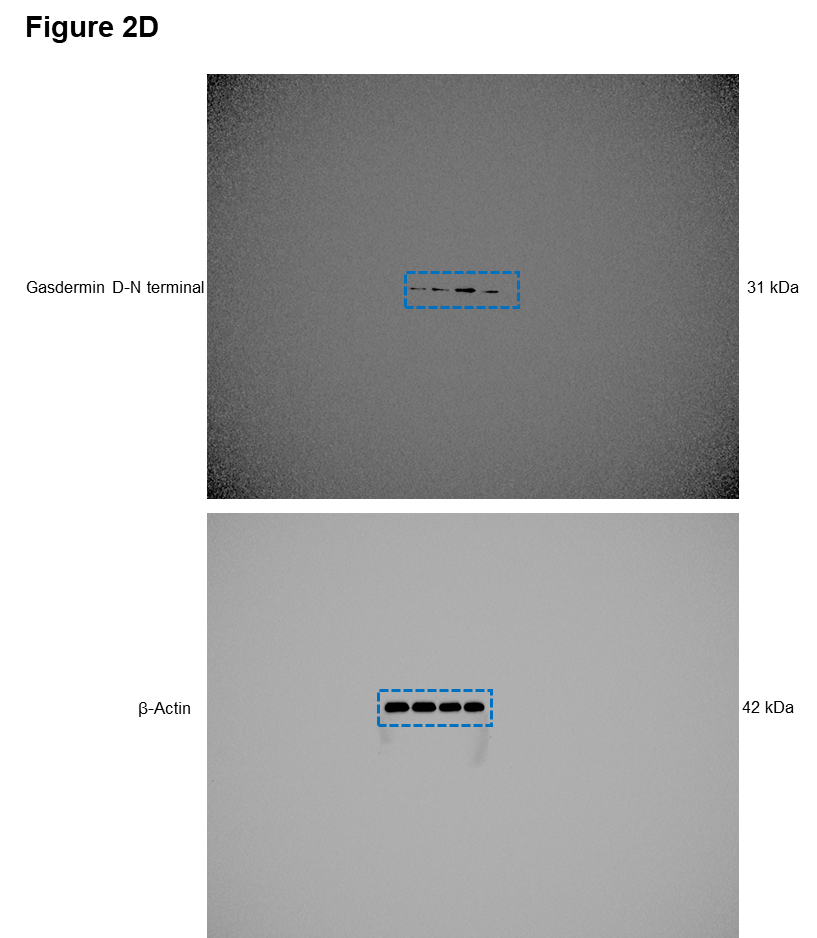 Figure 2D
Gasdermin D-N terminal
31 kDa
β-Actin
42 kDa